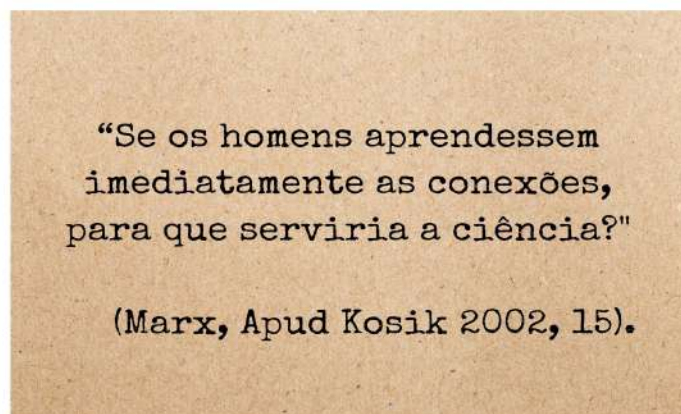 “Se os homens aprendessem
imediatamente as conexões,
para que serviria a ciência?"
(Marx, Apud Kosik 2002, 15).